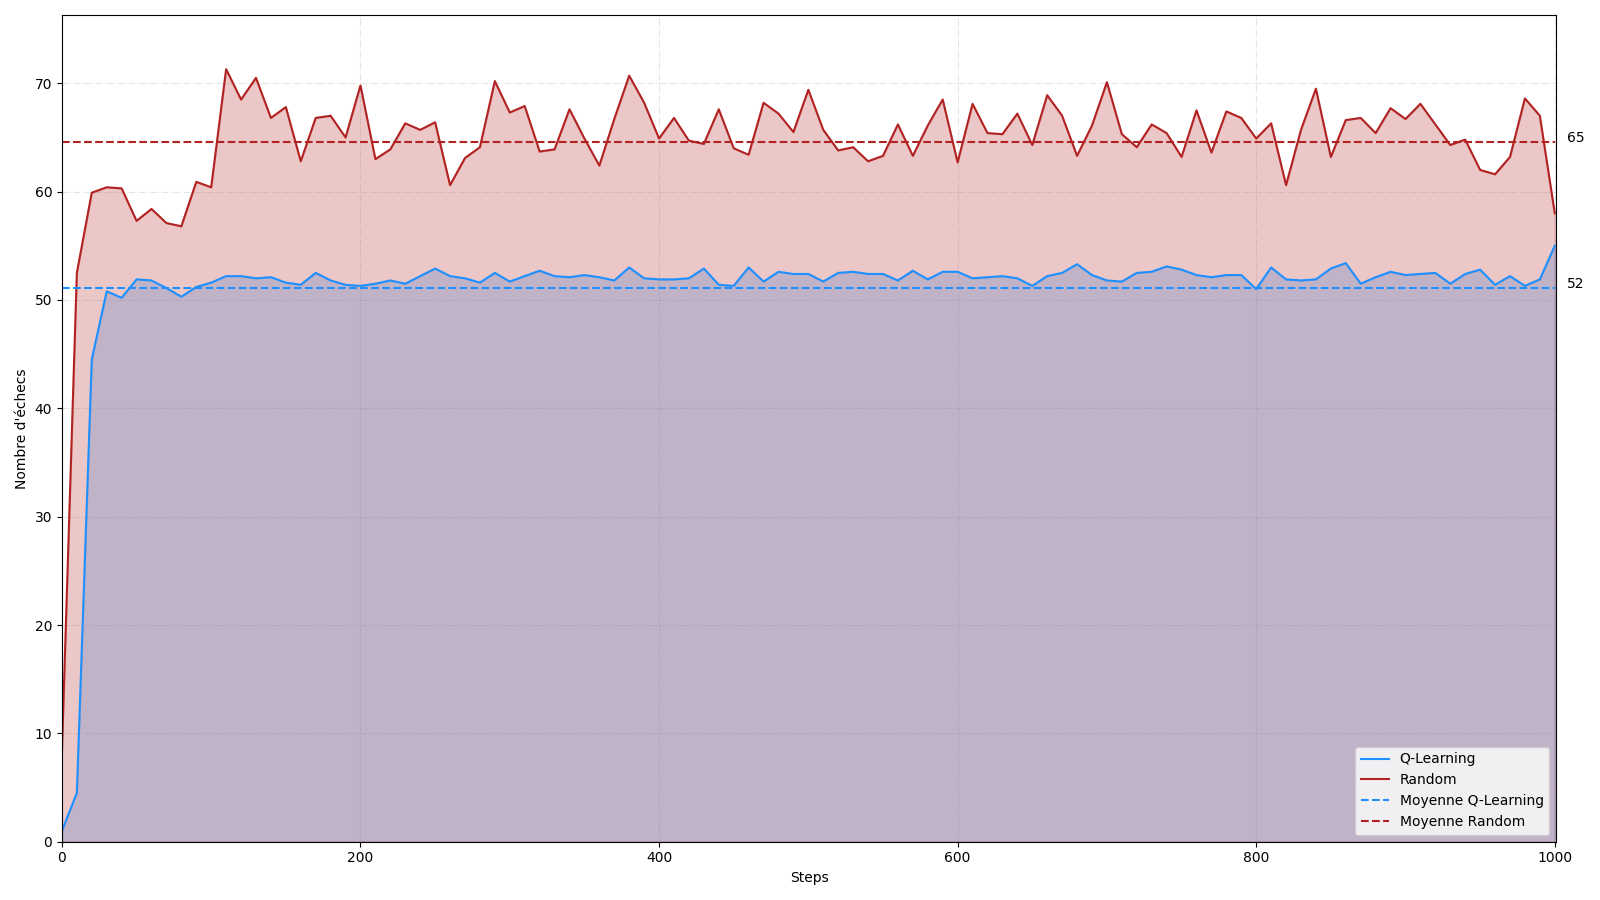 70
60
50
40
30
20
10
0
Nombre d'échecs
65
52
Q-Learning
Random
Moyenne Q-Learning
Moyenne Random
0 200 400 600 800 1000
Steps